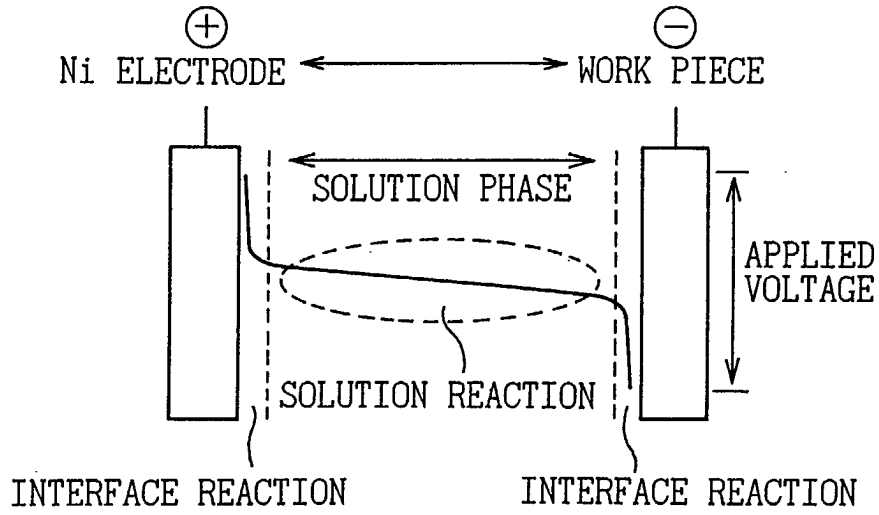 + −
Ni ELECTRODE WORK PIECE
SOLUTION PHASE
APPLIED
VOLTAGE
SOLUTION REACTION
INTERFACE REACTION INTERFACE REACTION